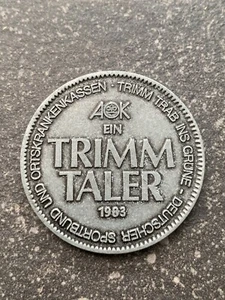 DEUTSCHER SPORTBUND UND ORTSKRANKENKASSEN · TRIMM TRAB INS GRÜNE -
AOK
EIN
TRIMM
TALER
1983